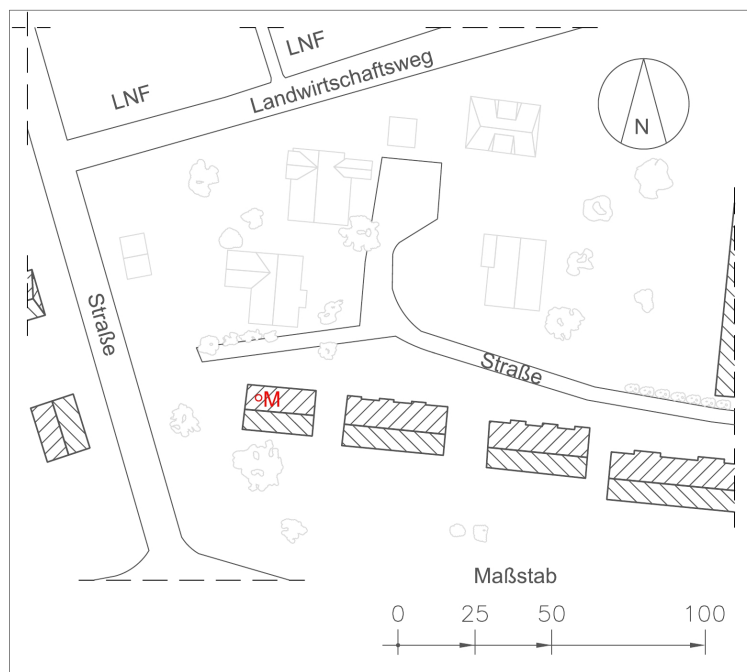 LNF
LNF
Landwirtschaftsweg
N
Straße
Straße
M
Maßstab
0 25 50 100